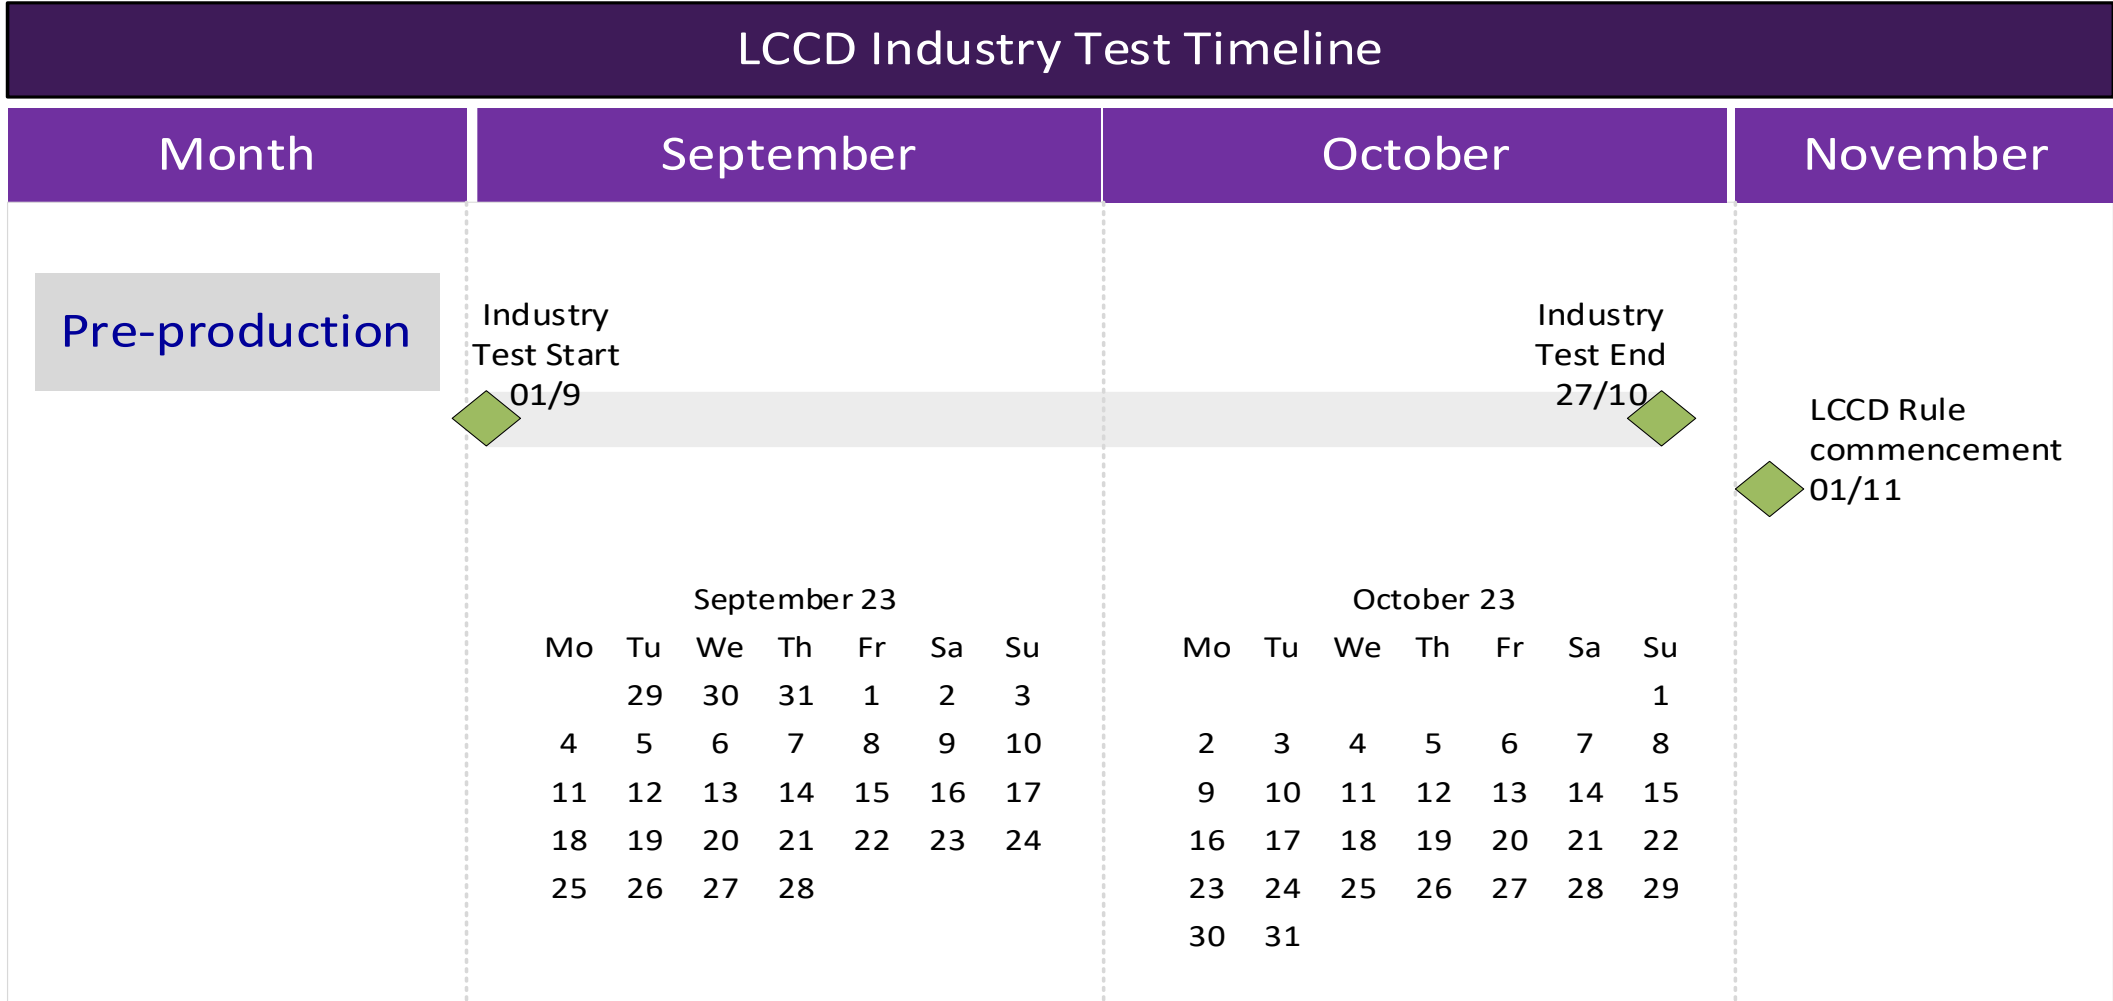 LCCD Industry Test Timeline
Month September October November
Pre-production
Industry
Test Start
01/9
Industry
Test End
27/10
LCCD Rule
commencement
01/11
September 23
Mo Tu We Th Fr Sa Su
29 30 31 1 2 3
4 5 6 7 8 9 10
11 12 13 14 15 16 17
18 19 20 21 22 23 24
25 26 27 28
October 23
Mo Tu We Th Fr Sa Su
1
2 3 4 5 6 7 8
9 10 11 12 13 14 15
16 17 18 19 20 21 22
23 24 25 26 27 28 29
30 31